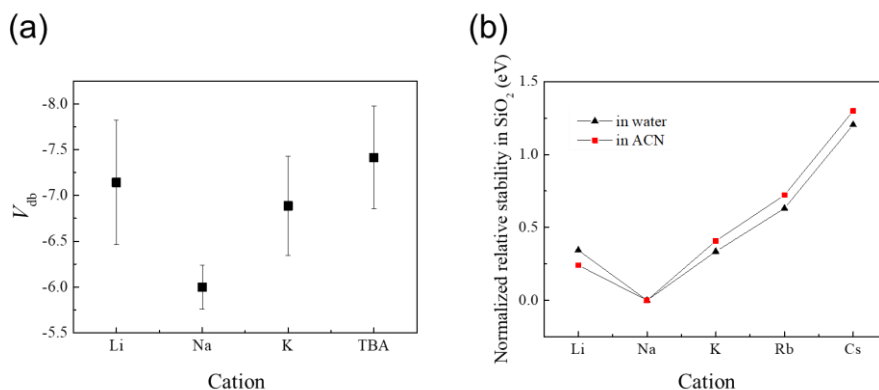 (a)
-8.0
-7.5
-7.0
-6.5
-6.0
-5.5
V_db
Li Na K TBA
Cation
(b)
1.5
1.0
0.5
0.0
Normalized relative stability in SiO₂ (eV)
in water
in ACN
Li Na K Rb Cs
Cation